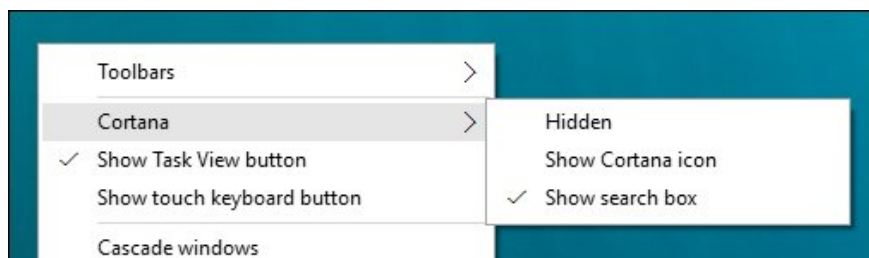 Toolbars
Cortana
Show Task View button
Show touch keyboard button
Cascade windows
Hidden
Show Cortana icon
Show search box